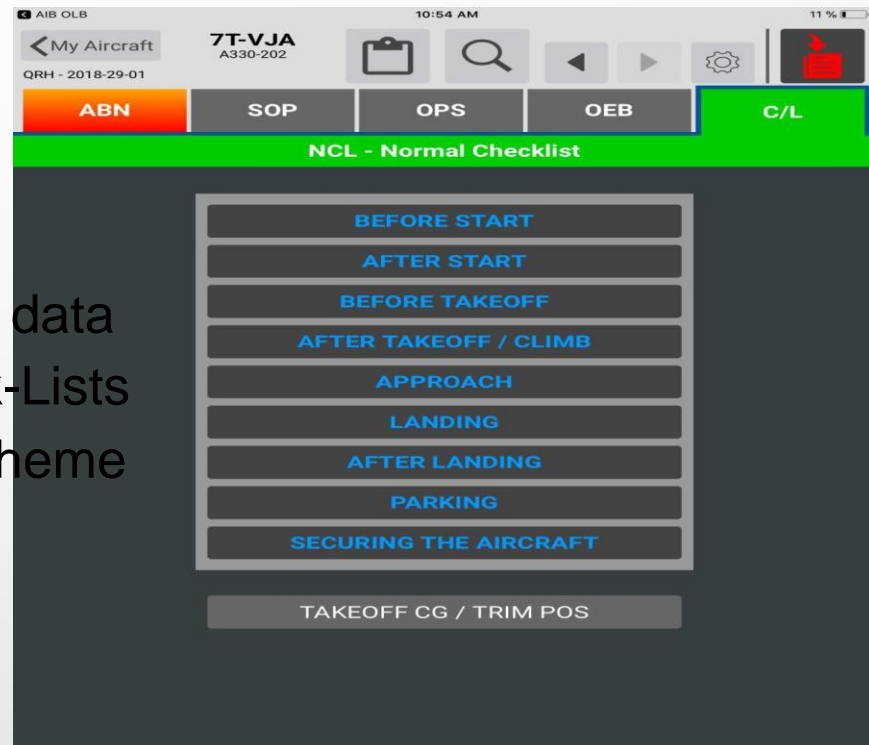 AIB OLB 10:54 AM 11 %
My Aircraft
7T-VJA
A330-202
QRH - 2018-29-01
ABN SOP OPS OEB C/L
NCL - Normal Checklist
BEFORE START
AFTER START
BEFORE TAKEOFF
data
AFTER TAKEOFF / CLIMB
-Lists
APPROACH
LANDING
heme
AFTER LANDING
PARKING
SECURING THE AIRCRAFT
TAKEOFF CG / TRIM POS